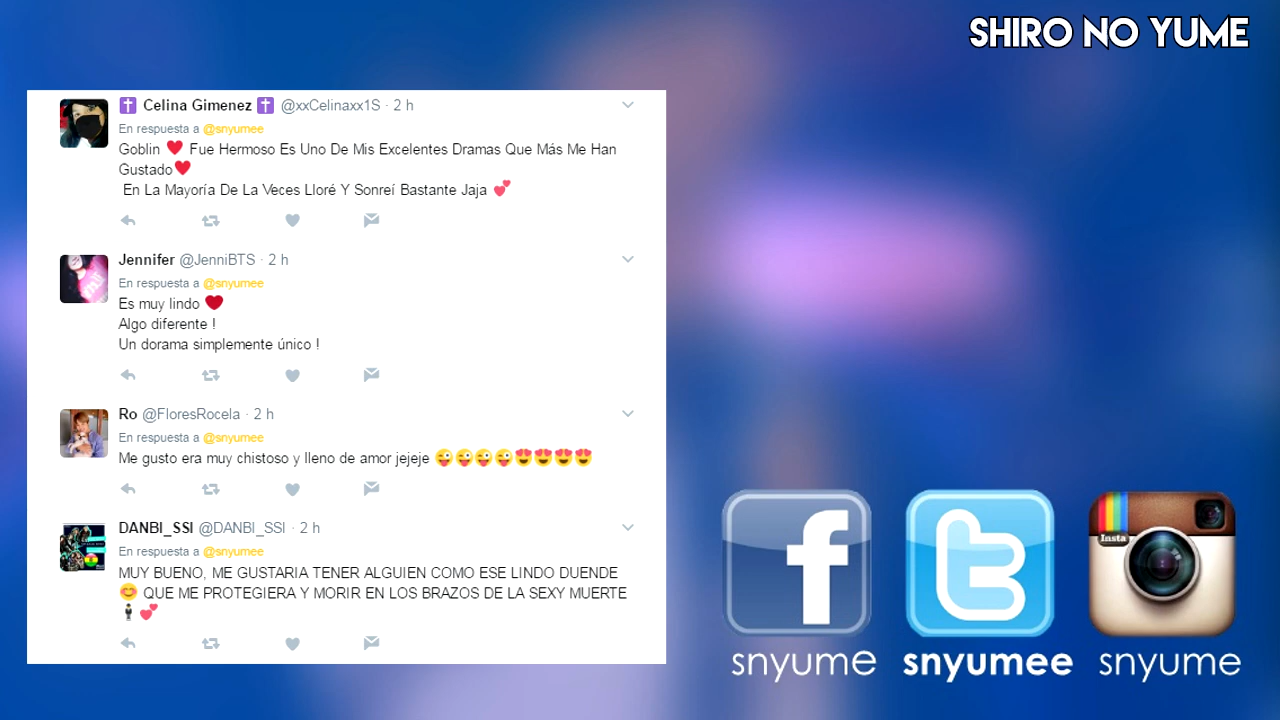 SHIRO NO YUME
Celina Gimenez @xxCelinaxx1S · 2 h
En respuesta a @snyumee
Goblin ❤ Fue Hermoso Es Uno De Mis Excelentes Dramas Que Más Me Han
Gustado❤
En La Mayoría De La Veces Lloré Y Sonreí Bastante Jaja 💕
Jennifer @JenniBTS · 2 h
En respuesta a @snyumee
Es muy lindo ❤
Algo diferente !
Un dorama simplemente único !
Ro @FloresRocela · 2 h
En respuesta a @snyumee
Me gusto era muy chistoso y lleno de amor jejeje 😜😜😜😜😍😍😍😍
DANBI_SSI @DANBI_SSI · 2 h
En respuesta a @snyumee
MUY BUENO, ME GUSTARIA TENER ALGUIEN COMO ESE LINDO DUENDE
😊 QUE ME PROTEGIERA Y MORIR EN LOS BRAZOS DE LA SEXY MUERTE
🕴💕
Insta
snyume
snyumee
snyume